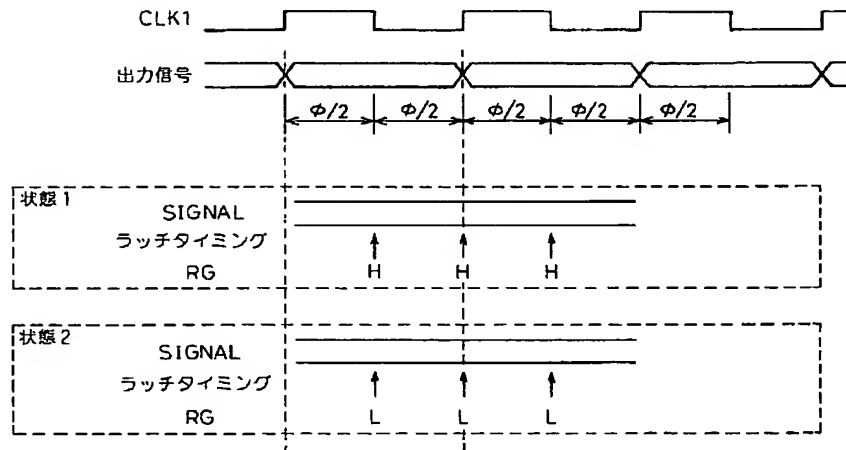 CLK1
出力信号
Φ/2 Φ/2 Φ/2 Φ/2 Φ/2
状態1
SIGNAL
ラッチタイミング
RG H H H
状態2
SIGNAL
ラッチタイミング
RG L L L